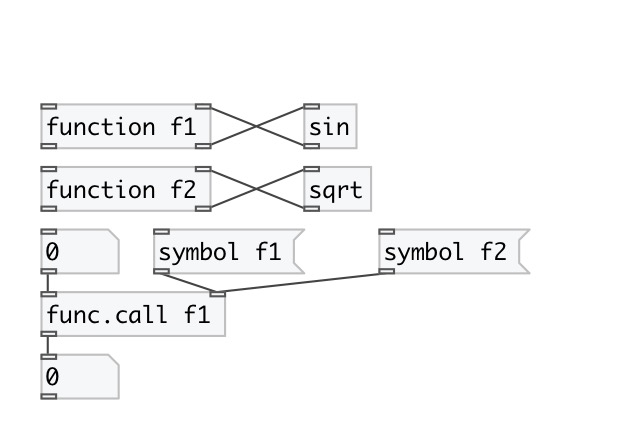 function f1 sin
function f2 sqrt
0 symbol f1 symbol f2
func.call f1
0